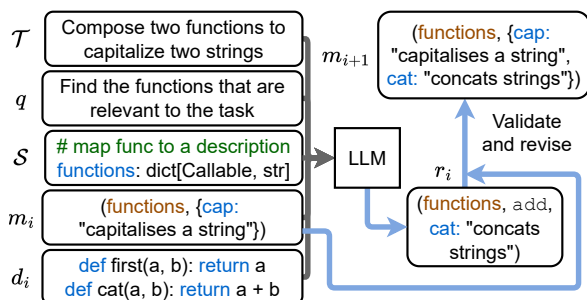 𝒯
Compose two functions to
capitalize two strings
q
Find the functions that are
relevant to the task
𝒮
# map func to a description
functions: dict[Callable, str]
m_i
(functions, {cap:
"capitalises a string"})
d_i
def first(a, b): return a
def cat(a, b): return a + b
LLM
m_{i+1}
(functions, {cap:
"capitalises a string",
cat: "concats strings"})
Validate
and revise
r_i
(functions, add,
cat: "concats
strings")